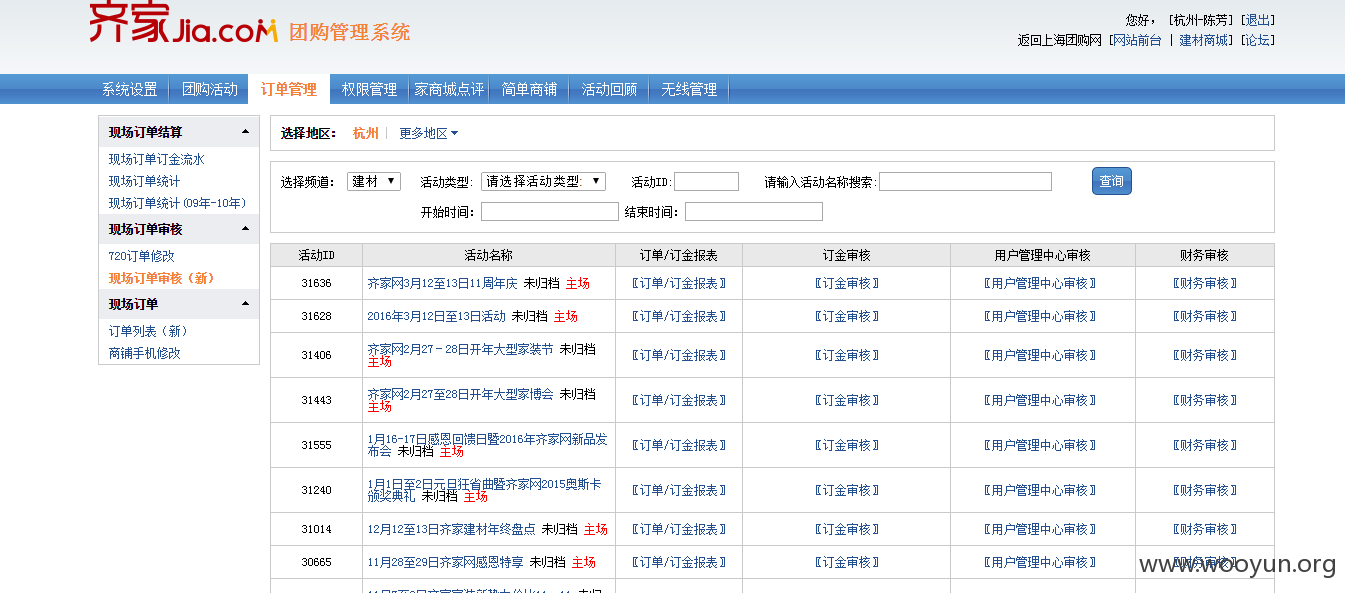 齐家Jia.com 团购管理系统
您好， [杭州-陈芳] [退出]
返回上海团购网 [网站前台 | 建材商城] [论坛]
系统设置 团购活动 订单管理 权限管理 家商城点评 简单商铺 活动回顾 无线管理
现场订单结算
现场订单订金流水
现场订单统计
现场订单统计(09年-10年)
现场订单审核
720订单修改
现场订单审核（新）
现场订单
订单列表（新）
商铺手机修改
选择地区： 杭州 | 更多地区
选择频道： 建材 活动类型: 请选择活动类型: 活动ID: 请输入活动名称搜索: 查询
开始时间： 结束时间：
活动ID 活动名称 订单/订金报表 订金审核 用户管理中心审核 财务审核
31636 齐家网3月12至13日11周年庆 未归档 主场 〖订单/订金报表〗 〖订金审核〗 〖用户管理中心审核〗 〖财务审核〗
31628 2016年3月12日至13日活动 未归档 主场 〖订单/订金报表〗 〖订金审核〗 〖用户管理中心审核〗 〖财务审核〗
31406 齐家网2月27－28日开年大型家装节 未归档
主场 〖订单/订金报表〗 〖订金审核〗 〖用户管理中心审核〗 〖财务审核〗
31443 齐家网2月27至28日开年大型家博会 未归档
主场 〖订单/订金报表〗 〖订金审核〗 〖用户管理中心审核〗 〖财务审核〗
31555 1月16-17日感恩回馈日暨2016年齐家网新品发
布会 未归档 主场 〖订单/订金报表〗 〖订金审核〗 〖用户管理中心审核〗 〖财务审核〗
31240 1月1日至2日元旦狂省曲暨齐家网2015奥斯卡
颁奖典礼 未归档 主场 〖订单/订金报表〗 〖订金审核〗 〖用户管理中心审核〗 〖财务审核〗
31014 12月12至13日齐家建材年终盘点 未归档 主场 〖订单/订金报表〗 〖订金审核〗 〖用户管理中心审核〗 〖财务审核〗
30665 11月28至29日齐家网感恩特享 未归档 主场 〖订单/订金报表〗 〖订金审核〗 〖用户管理中心审核〗 〖财务审核〗
www.wooyun.org